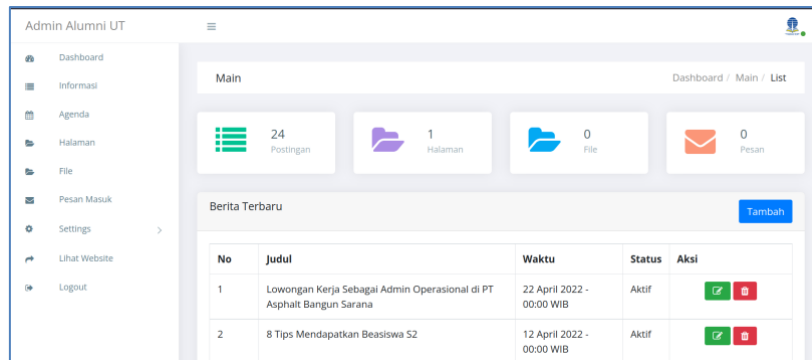 Admin Alumni UT
Dashboard
Informasi
Agenda
Halaman
File
Pesan Masuk
Settings
Lihat Website
Logout
Main
Dashboard / Main / List
24
Postingan
1
Halaman
0
File
0
Pesan
Berita Terbaru
Tambah
No Judul Waktu Status Aksi
1 Lowongan Kerja Sebagai Admin Operasional di PT 22 April 2022 - Aktif
Asphalt Bangun Sarana 00:00 WIB
2 8 Tips Mendapatkan Beasiswa S2 12 April 2022 - Aktif
00:00 WIB